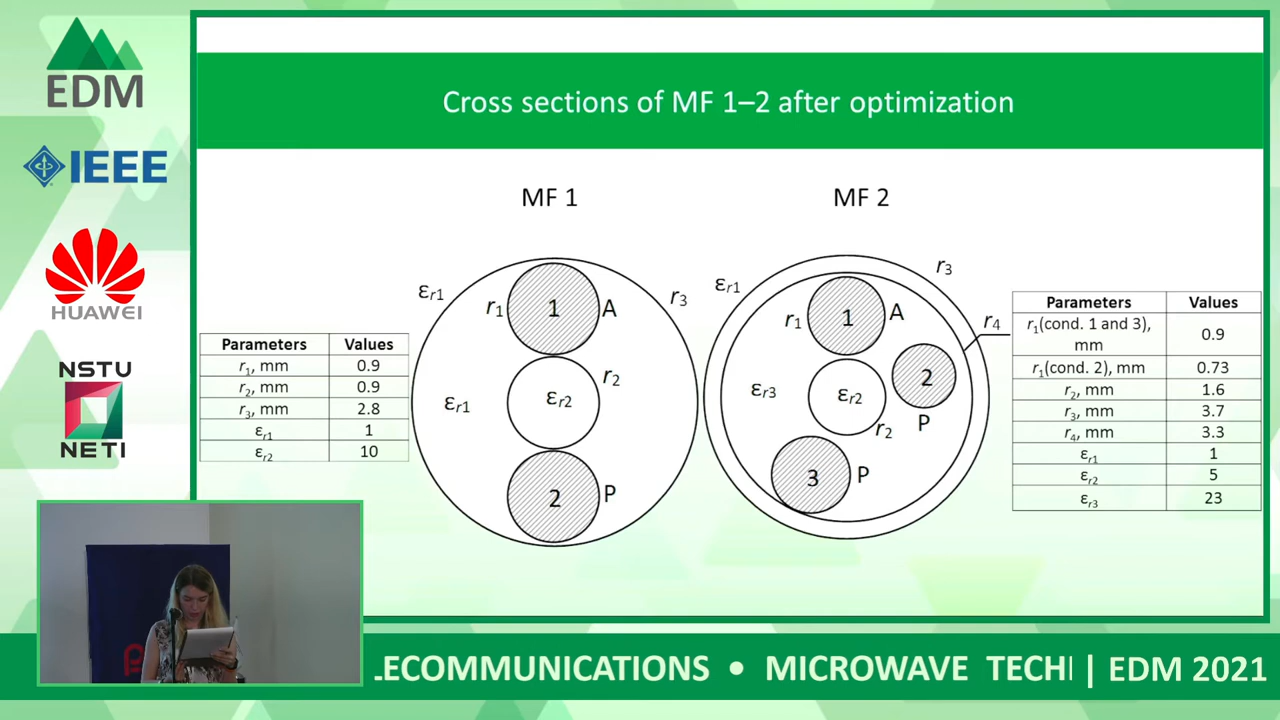 EDM
IEEE
HUAWEI
NSTU
NETI
Cross sections of MF 1–2 after optimization
MF 1
MF 2
Parameters Values
r1, mm 0.9
r2, mm 0.9
r3, mm 2.8
εr1 1
εr2 10
εr1
r1
1
A
r3
r2
εr1
εr2
2
P
εr1
r3
r1
1
A
r4
εr3
εr2
2
r2
P
3
P
Parameters Values
r1(cond. 1 and 3), 0.9
mm
r1(cond. 2), mm 0.73
r2, mm 1.6
r3, mm 3.7
r4, mm 3.3
εr1 1
εr2 5
εr3 23
ECOMMUNICATIONS • MICROWAVE TECH | EDM 2021